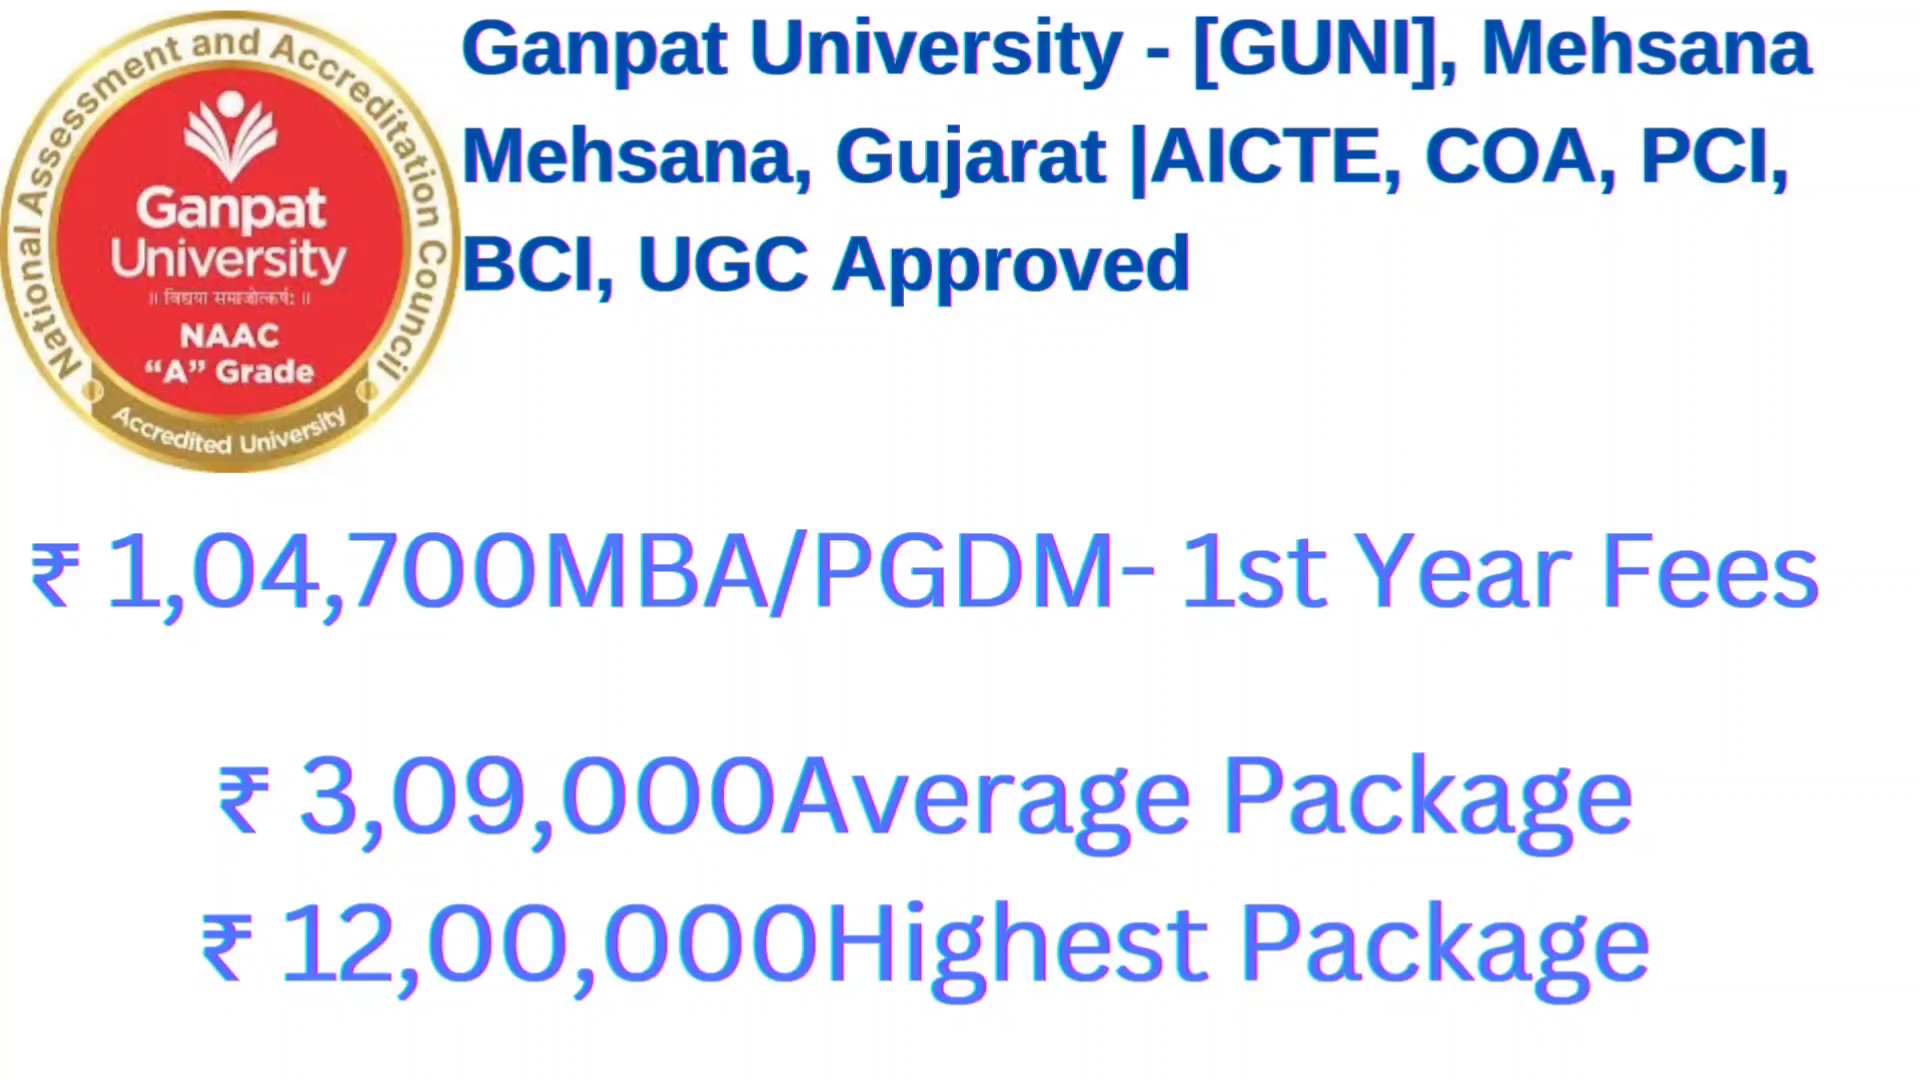 National Assessment and Accreditation Council
Ganpat
University
॥ विद्यया समाजोत्कर्षः ॥
NAAC
“A” Grade
Accredited University
Ganpat University - [GUNI], Mehsana
Mehsana, Gujarat |AICTE, COA, PCI,
BCI, UGC Approved
₹ 1,04,700MBA/PGDM- 1st Year Fees
₹ 3,09,000Average Package
₹ 12,00,000Highest Package